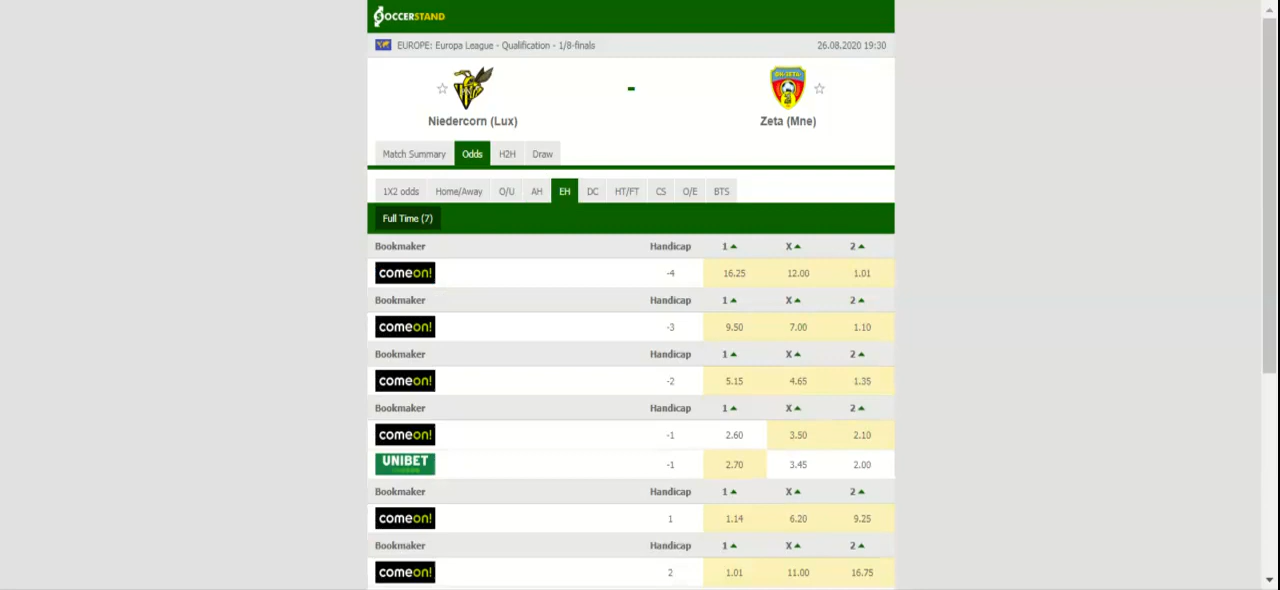 SOCCERSTAND
EUROPE: Europa League - Qualification - 1/8-finals 26.08.2020 19:30
-
Niedercorn (Lux) Zeta (Mne)
Match Summary Odds H2H Draw
1X2 odds Home/Away O/U AH EH DC HT/FT CS O/E BTS
Full Time (7)
Bookmaker Handicap 1 X 2
comeon! -4 16.25 12.00 1.01
Bookmaker Handicap 1 X 2
comeon! -3 9.50 7.00 1.10
Bookmaker Handicap 1 X 2
comeon! -2 5.15 4.65 1.35
Bookmaker Handicap 1 X 2
comeon! -1 2.60 3.50 2.10
UNIBET -1 2.70 3.45 2.00
Bookmaker Handicap 1 X 2
comeon! 1 1.14 6.20 9.25
Bookmaker Handicap 1 X 2
comeon! 2 1.01 11.00 16.75